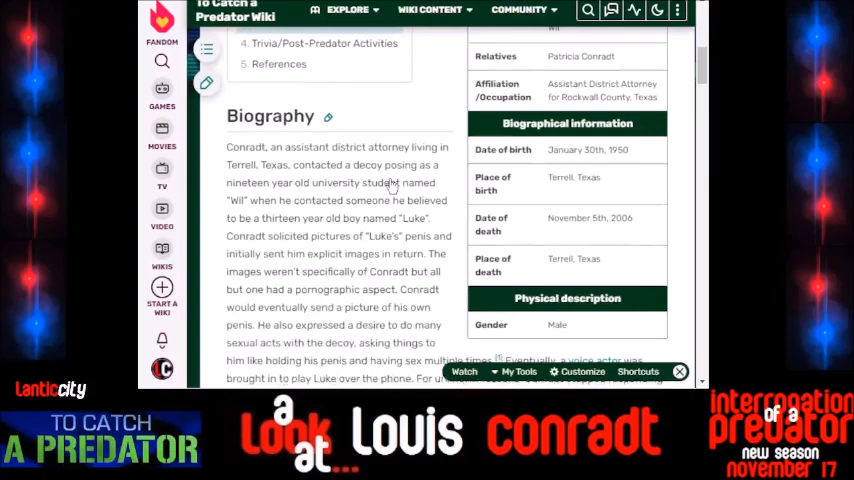 To Catch a
Predator Wiki
EXPLORE
WIKI CONTENT
COMMUNITY
FANDOM
GAMES
MOVIES
TV
VIDEO
WIKIS
START A
WIKI
4. Trivia/Post-Predator Activities
5. References
Biography
Conradt, an assistant district attorney living in
Terrell, Texas, contacted a decoy posing as a
nineteen year old university student named
"Wil" when he contacted someone he believed
to be a thirteen year old boy named "Luke".
Conradt solicited pictures of "Luke's" penis and
initially sent him explicit images in return. The
images weren't specifically of Conradt but all
but one had a pornographic aspect. Conradt
would eventually send a picture of his own
penis. He also expressed a desire to do many
sexual acts with the decoy, asking things to
him like holding his penis and having sex multiple times [1] Eventually, a voice actor was
brought in to play Luke over the phone. For
Wil
Relatives Patricia Conradt
Affiliation
/Occupation
Assistant District Attorney
for Rockwall County, Texas
Biographical information
Date of birth January 30th, 1950
Place of
birth
Terrell, Texas
Date of
death
November 5th, 2006
Place of
death
Terrell, Texas
Physical description
Gender Male
Watch My Tools Customize Shortcuts
LC
Lanticcity
TO CATCH
A PREDATOR
a
Look
at...
Louis conradt
interrogation
of a
predator
new season
november 17